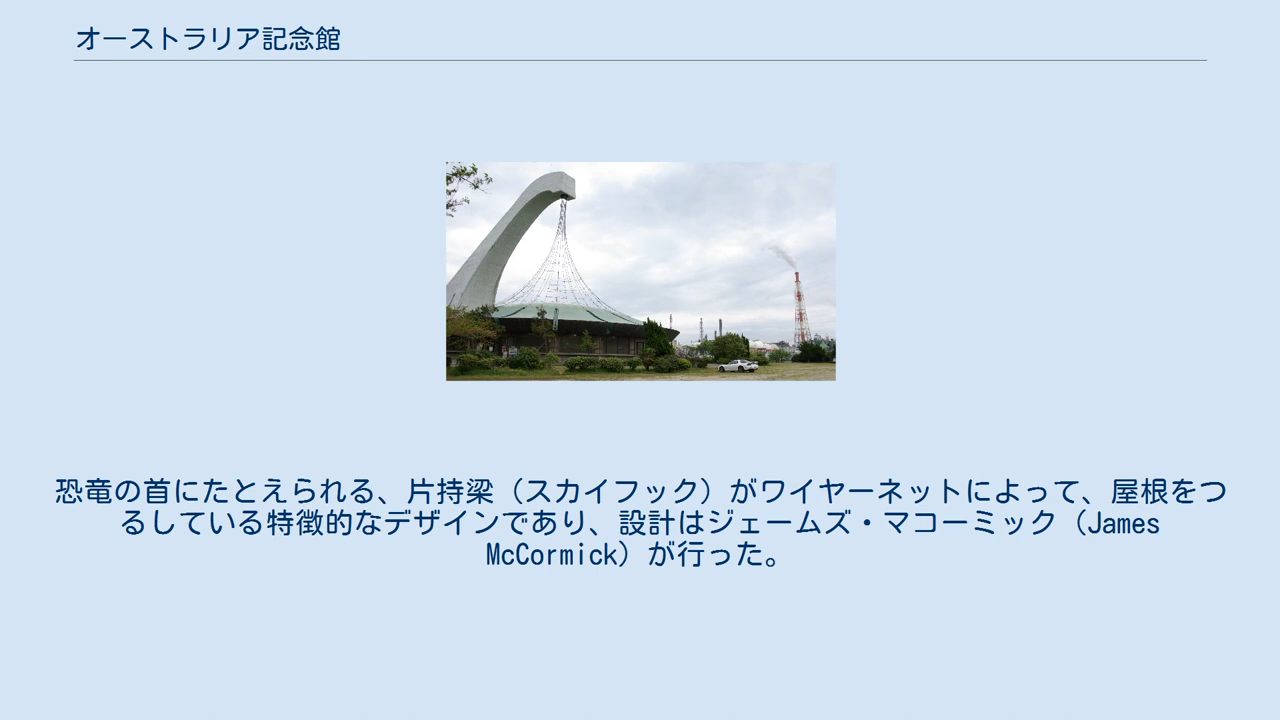 オーストラリア記念館
恐竜の首にたとえられる、片持梁（スカイフック）がワイヤーネットによって、屋根をつ
るしている特徴的なデザインであり、設計はジェームズ・マコーミック（James
McCormick）が行った。